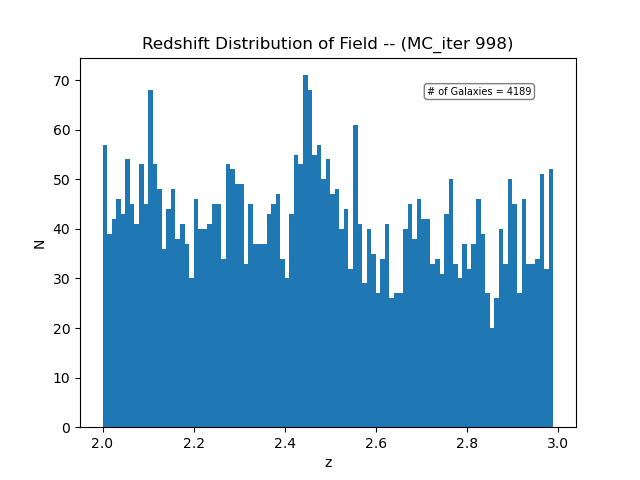 Redshift Distribution of Field -- (MC_iter 998)
# of Galaxies = 4189
70
60
50
40
30
20
10
0
N
2.0 2.2 2.4 2.6 2.8 3.0
z